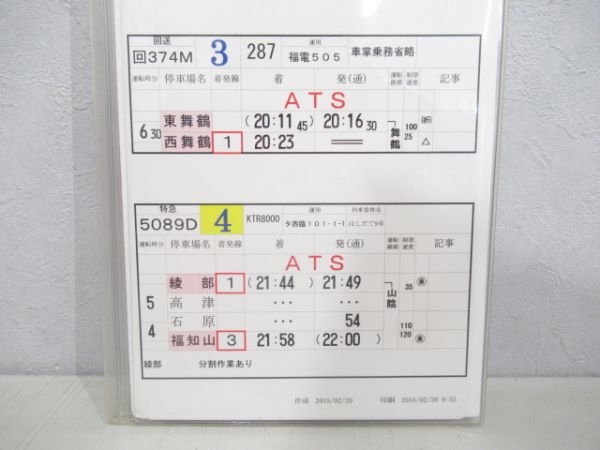 回送 運用
回374M 3 287 福電505 車掌乗務省略
運転時分 停車場名 着発線 着 発(通) 運転線路 制限速度 記事
ATS
東舞鶴 (20:11 45) 20:16 30
6 30 舞鶴 100 25
西舞鶴 1 20:23 ═ △
特急 運用 列車愛称名
5089D 4 KTR8000 タ西臨101-1-1 はしだて9号
運転時分 停車場名 着発線 着 発(通) 運転線路 制限速度 記事
ATS
綾部 1 (21:44) 21:49 山陰 35
5 高津 ... ...
石原 ... 54
4 110 120
福知山 3 21:58 (22:00)
綾部 分割作業あり
作成 2015/02/20 印刷 2015/02/20 9:55